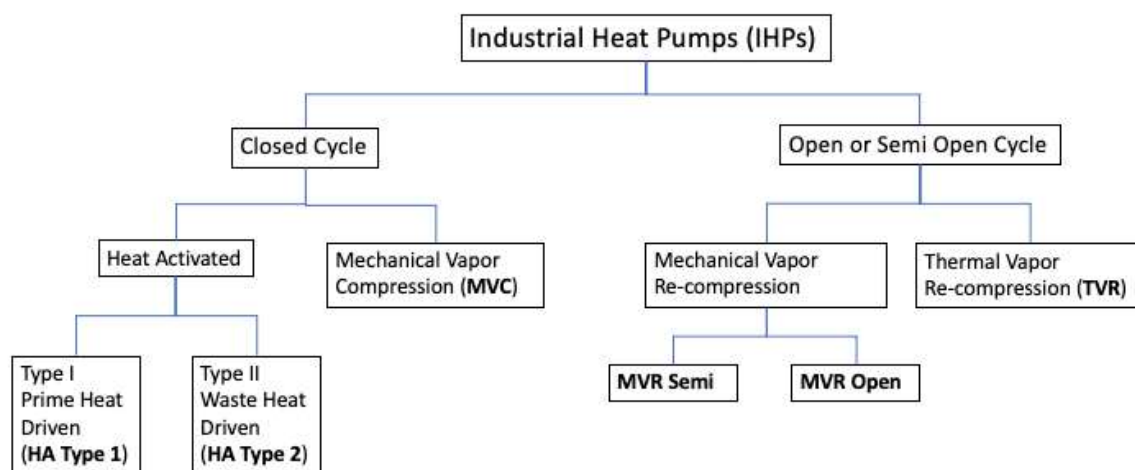 Industrial Heat Pumps (IHPs)
Closed Cycle
Open or Semi Open Cycle
Heat Activated
Mechanical Vapor
Compression (MVC)
Mechanical Vapor
Re-compression
Thermal Vapor
Re-compression (TVR)
Type I
Prime Heat
Driven
(HA Type 1)
Type II
Waste Heat
Driven
(HA Type 2)
MVR Semi
MVR Open